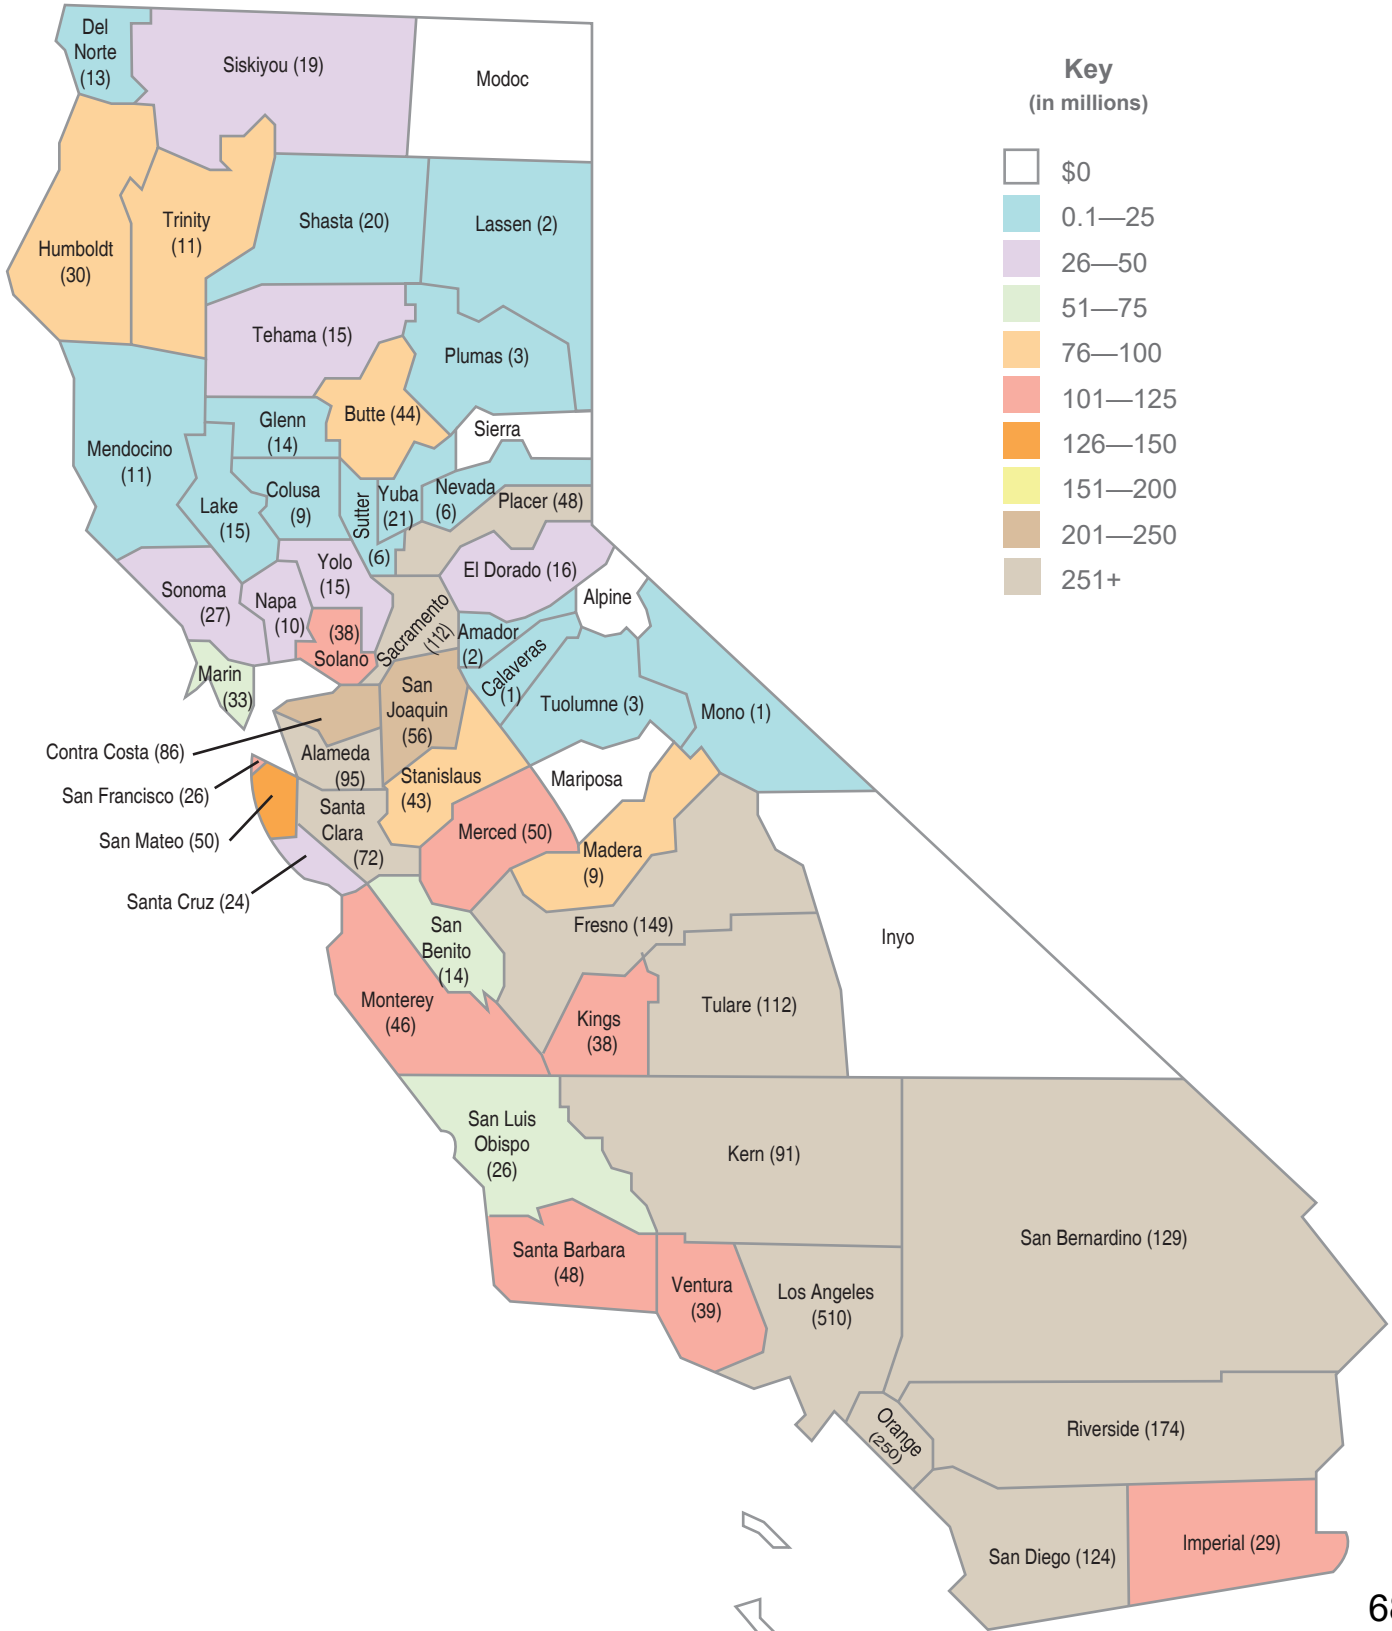 Del
Norte
(13)
Siskiyou (19)
Modoc
Key
(in millions)
$0
0.1—25
26—50
51—75
76—100
101—125
126—150
151—200
201—250
251+
Humboldt
(30)
Trinity
(11)
Shasta (20)
Lassen (2)
Tehama (15)
Plumas (3)
Mendocino
(11)
Glenn
(14)
Butte (44)
Sierra
Lake
(15)
Colusa
(9)
Sutter
(6)
Yuba
(21)
Nevada
(6)
Placer (48)
Sonoma
(27)
Napa
(10)
Yolo
(15)
El Dorado (16)
Alpine
(38)
Solano
Sacramento
(112)
Amador
(2)
Calaveras
(1)
Marin
(33)
San
Joaquin
(56)
Tuolumne (3)
Mono (1)
Contra Costa (86)
Alameda
(95)
Stanislaus
(43)
Mariposa
San Francisco (26)
San Mateo (50)
Santa
Clara
(72)
Merced (50)
Madera
(9)
Santa Cruz (24)
San
Benito
(14)
Fresno (149)
Inyo
Monterey
(46)
Kings
(38)
Tulare (112)
San Luis
Obispo
(26)
Kern (91)
San Bernardino (129)
Santa Barbara
(48)
Ventura
(39)
Los Angeles
(510)
Orange
(250)
Riverside (174)
San Diego (124)
Imperial (29)